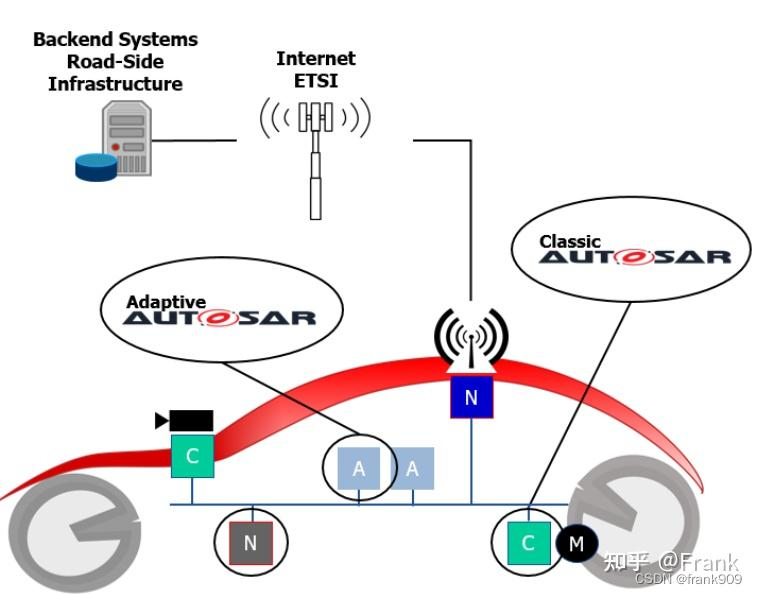 Backend Systems
Road-Side
Infrastructure
Internet
ETSI
Classic
AUTOSAR
Adaptive
AUTOSAR
N
C
A
A
N
C
M
知乎 @Frank
CSDN @frank909